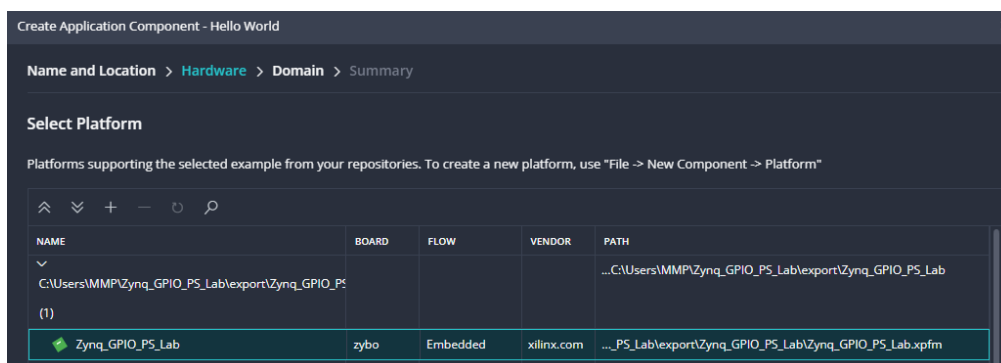 Create Application Component - Hello World
Name and Location > Hardware > Domain > Summary
Select Platform
Platforms supporting the selected example from your repositories. To create a new platform, use "File -> New Component -> Platform"
NAME BOARD FLOW VENDOR PATH
C:\Users\MMP\Zynq_GPIO_PS_Lab\export\Zynq_GPIO_PS ...C:\Users\MMP\Zynq_GPIO_PS_Lab\export\Zynq_GPIO_PS_Lab
(1)
Zynq_GPIO_PS_Lab zybo Embedded xilinx.com ..._PS_Lab\export\Zynq_GPIO_PS_Lab\Zynq_GPIO_PS_Lab.xpfm